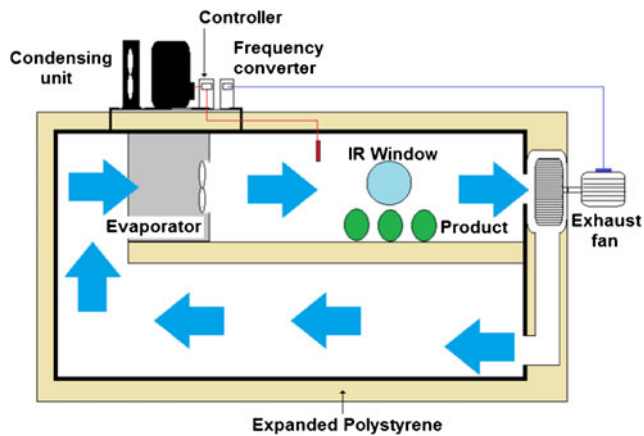 Controller
Condensing
unit
Frequency
converter
IR Window
Evaporator
Product
Exhaust
fan
Expanded Polystyrene